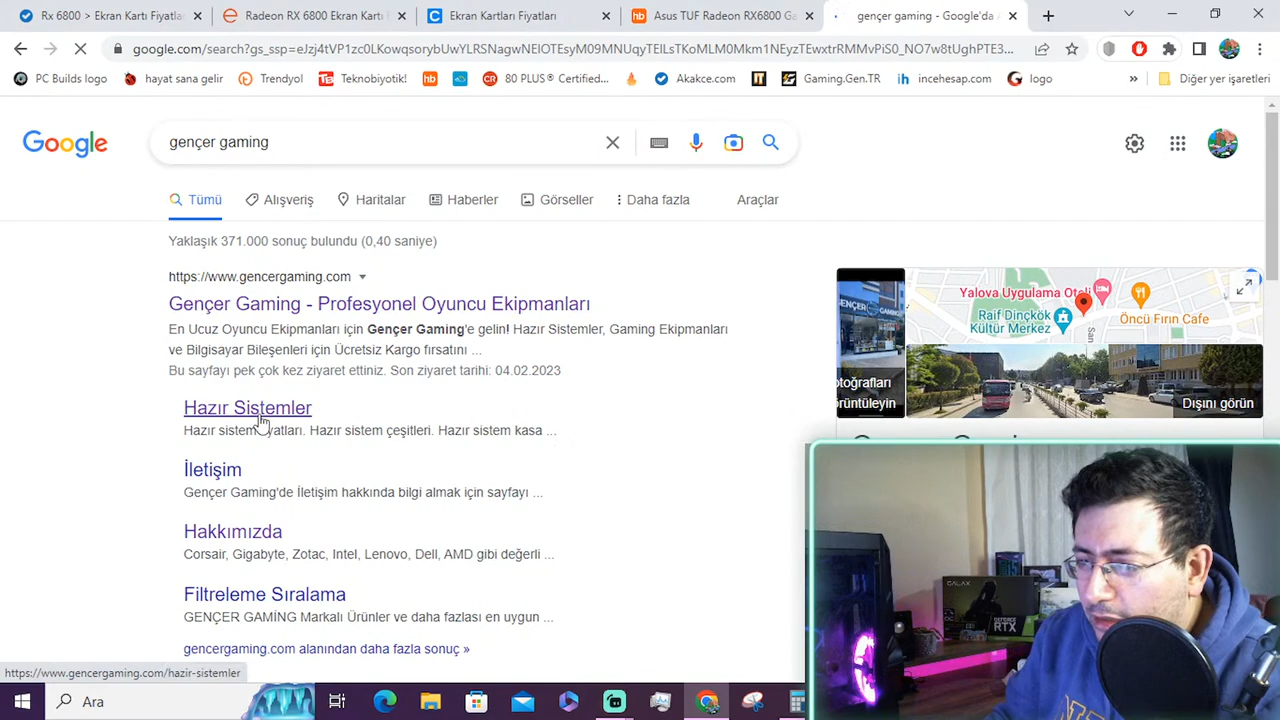 Rx 6800 > Ekran Kartı Fiyatla
Radeon RX 6800 Ekran Kartı
Ekran Kartları Fiyatları
Asus TUF Radeon RX6800 Ga
gençer gaming - Google'da A
google.com/search?gs_ssp=
PC Builds logo
hayat sana gelir
Trendyol
Teknobiyotik!
hb
80 PLUS® Certified...
Akakce.com
Gaming.Gen.TR
incehesap.com
logo
»
Diğer yer işaretleri
Google
gençer gaming
Tümü
Alışveriş
Haritalar
Haberler
Görseller
Daha fazla
Araçlar
Yaklaşık 371.000 sonuç bulundu (0,40 saniye)
https://www.gencergaming.com
Gençer Gaming - Profesyonel Oyuncu Ekipmanları
En Ucuz Oyuncu Ekipmanları için Gençer Gaming'e gelin! Hazır Sistemler, Gaming Ekipmanları
ve Bilgisayar Bileşenleri için Ücretsiz Kargo fırsatını ...
Bu sayfayı pek çok kez ziyaret ettiniz. Son ziyaret tarihi: 04.02.2023
Hazır Sistemler
Hazır sistem fiyatları. Hazır sistem çeşitleri. Hazır sistem kasa ...
İletişim
Gençer Gaming'de İletişim hakkında bilgi almak için sayfayı ...
Hakkımızda
Corsair, Gigabyte, Zotac, Intel, Lenovo, Dell, AMD gibi değerli ...
Filtreleme Sıralama
GENÇER GAMİNG Markalı Ürünler ve daha fazlası en uygun ...
gencergaming.com alanından daha fazla sonuç »
Yalova Uygulama Oteli
Raif Dinçkök
Kültür Merkez
Öncü Fırın Cafe
San
GENÇER
otoğrafları
örüntüleyin
Dışını görün
GALAX
GEFORCE
RTX
https://www.gencergaming.com/hazir-sistemler
Ara